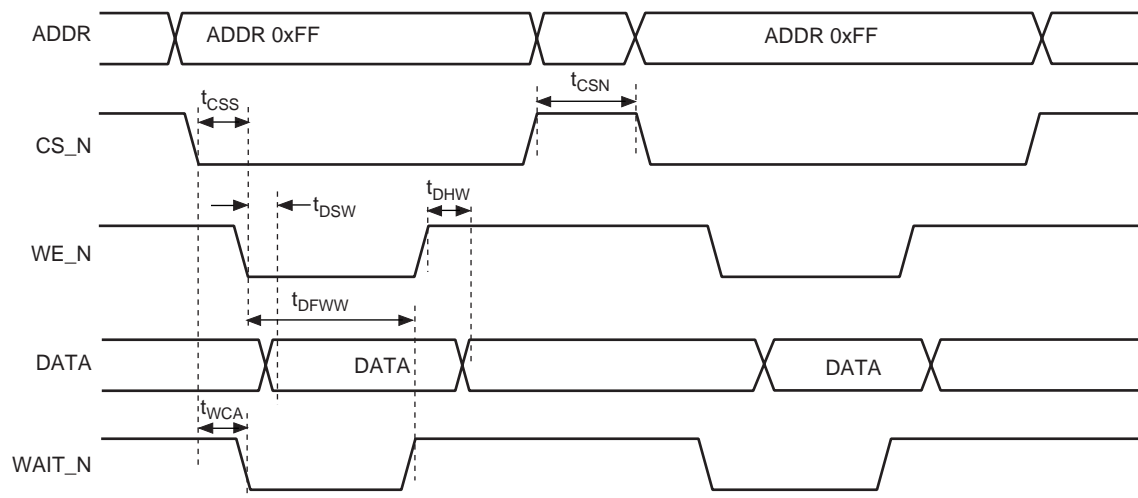 ADDR
ADDR 0xFF
ADDR 0xFF
tCSN
tCSS
CS_N
tDHW
tDSW
WE_N
tDFWW
DATA
DATA
DATA
tWCA
WAIT_N